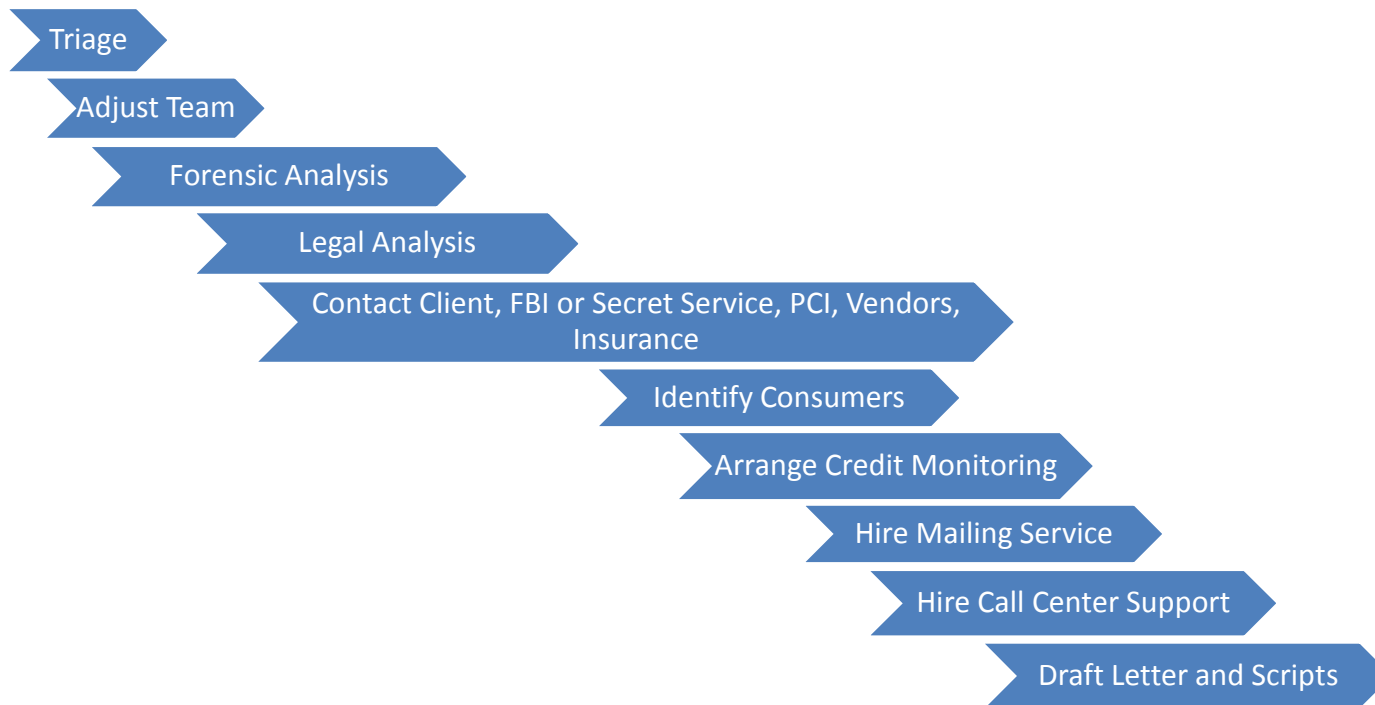 Triage
Adjust Team
Forensic Analysis
Legal Analysis
Contact Client, FBI or Secret Service, PCI, Vendors,
Insurance
Identify Consumers
Arrange Credit Monitoring
Hire Mailing Service
Hire Call Center Support
Draft Letter and Scripts